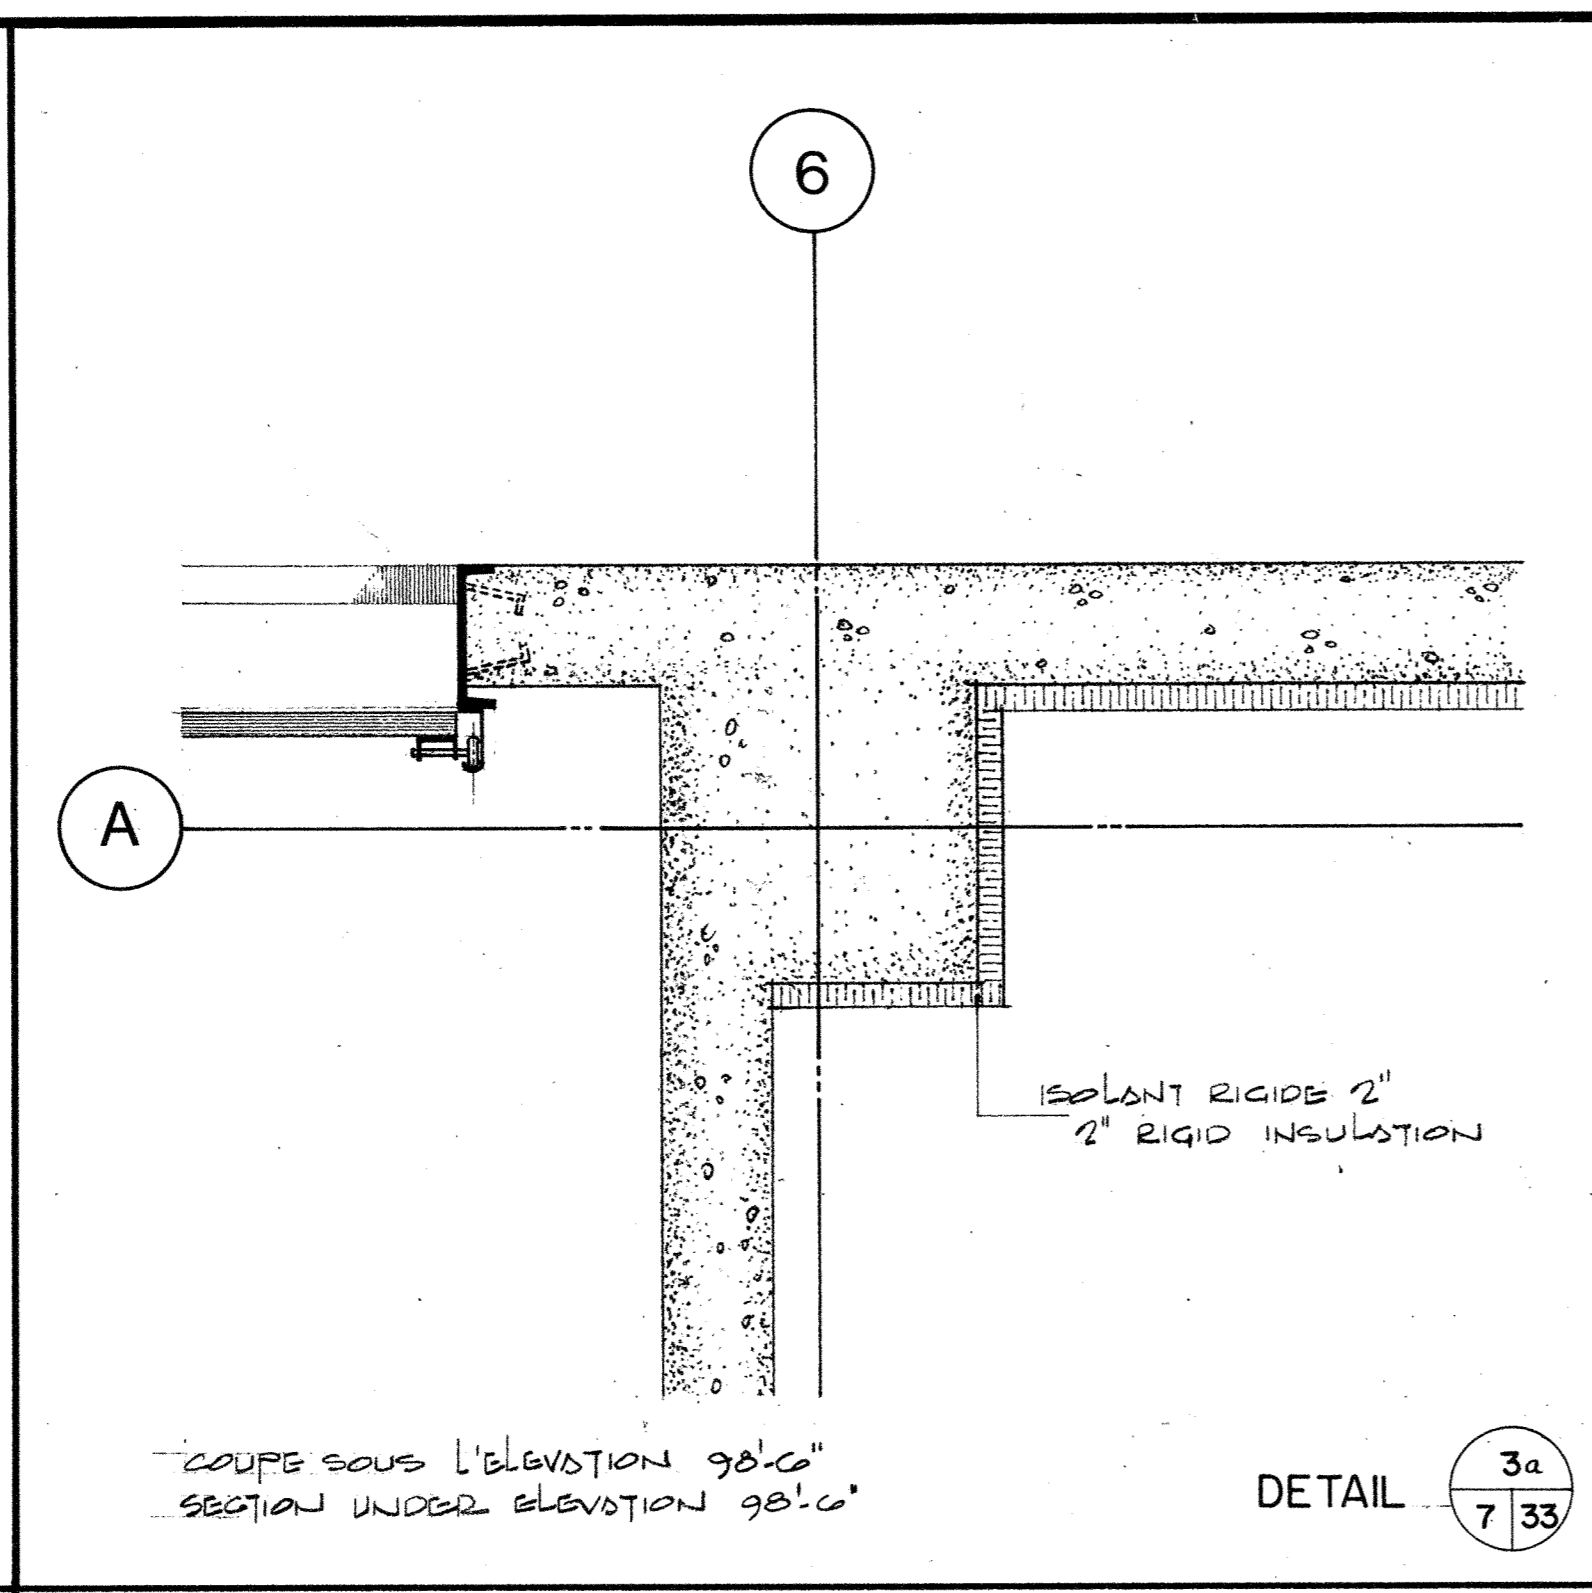 6
A
ISOLANT RIGIDE 2"
2" RIGID INSULATION
COUPE SOUS L'ELEVATION 98'-6"
SECTION UNDER ELEVATION 98'-6"
DETAIL
3a
7 33